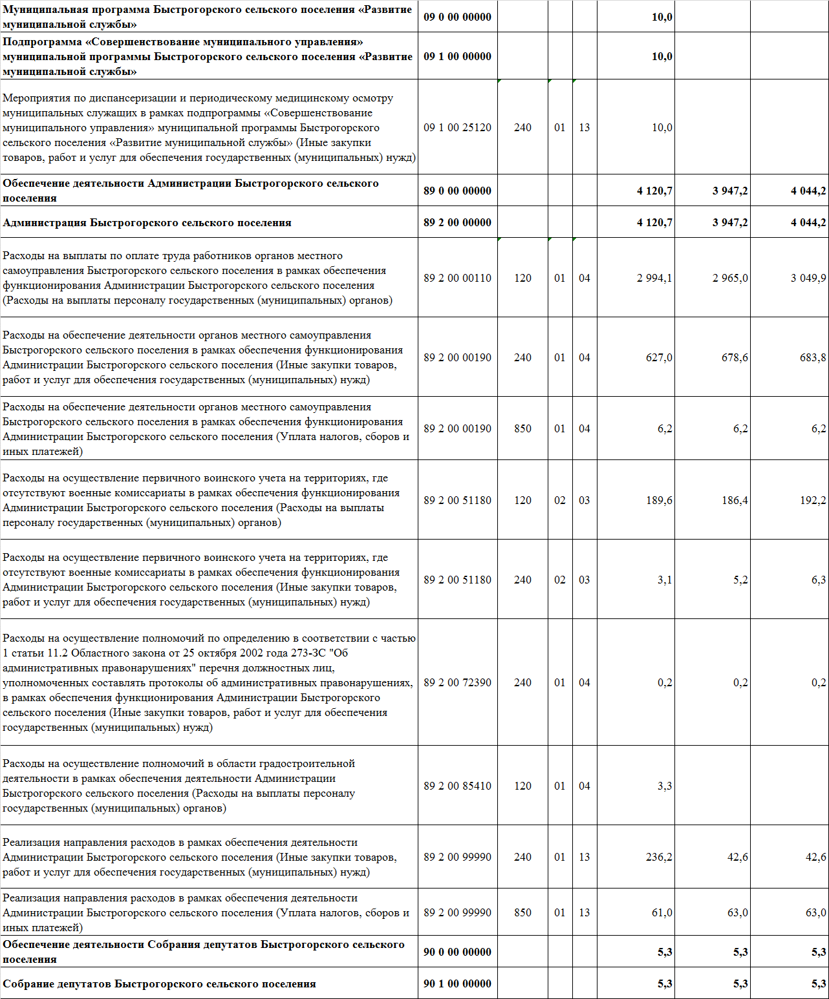 Муниципальная программа Быстрогорского сельского поселения «Развитие
муниципальной службы» 09 0 00 00000 10,0
Подпрограмма «Совершенствование муниципального управления»
муниципальной программы Быстрогорского сельского поселения «Развитие
муниципальной службы» 09 1 00 00000 10,0
Мероприятия по диспансеризации и периодическому медицинскому осмотру
муниципальных служащих в рамках подпрограммы «Совершенствование
муниципального управления» муниципальной программы Быстрогорского
сельского поселения «Развитие муниципальной службы» (Иные закупки
товаров, работ и услуг для обеспечения государственных (муниципальных) нужд) 09 1 00 25120 240 01 13 10,0
Обеспечение деятельности Администрации Быстрогорского сельского
поселения 89 0 00 00000 4 120,7 3 947,2 4 044,2
Администрация Быстрогорского сельского поселения 89 2 00 00000 4 120,7 3 947,2 4 044,2
Расходы на выплаты по оплате труда работников органов местного
самоуправления Быстрогорского сельского поселения в рамках обеспечения
функционирования Администрации Быстрогорского сельского поселения
(Расходы на выплаты персоналу государственных (муниципальных) органов) 89 2 00 00110 120 01 04 2 994,1 2 965,0 3 049,9
Расходы на обеспечение деятельности органов местного самоуправления
Быстрогорского сельского поселения в рамках обеспечения функционирования
Администрации Быстрогорского сельского поселения (Иные закупки товаров,
работ и услуг для обеспечения государственных (муниципальных) нужд) 89 2 00 00190 240 01 04 627,0 678,6 683,8
Расходы на обеспечение деятельности органов местного самоуправления
Быстрогорского сельского поселения в рамках обеспечения функционирования
Администрации Быстрогорского сельского поселения (Уплата налогов, сборов и
иных платежей) 89 2 00 00190 850 01 04 6,2 6,2 6,2
Расходы на осуществление первичного воинского учета на территориях, где
отсутствуют военные комиссариаты в рамках обеспечения функционирования
Администрации Быстрогорского сельского поселения (Расходы на выплаты
персоналу государственных (муниципальных) органов) 89 2 00 51180 120 02 03 189,6 186,4 192,2
Расходы на осуществление первичного воинского учета на территориях, где
отсутствуют военные комиссариаты в рамках обеспечения функционирования
Администрации Быстрогорского сельского поселения (Иные закупки товаров,
работ и услуг для обеспечения государственных (муниципальных) нужд) 89 2 00 51180 240 02 03 3,1 5,2 6,3
Расходы на осуществление полномочий по определению в соответствии с частью
1 статьи 11.2 Областного закона от 25 октября 2002 года 273-ЗС "Об
административных правонарушениях" перечня должностных лиц,
уполномоченных составлять протоколы об административных правонарушениях,
в рамках обеспечения функционирования Администрации Быстрогорского
сельского поселения (Иные закупки товаров, работ и услуг для обеспечения
государственных (муниципальных) нужд) 89 2 00 72390 240 01 04 0,2 0,2 0,2
Расходы на осуществление полномочий в области градостроительной
деятельности в рамках обеспечения деятельности Администрации
Быстрогорского сельского поселения (Расходы на выплаты персоналу
государственных (муниципальных) органов) 89 2 00 85410 120 01 04 3,3
Реализация направления расходов в рамках обеспечения деятельности
Администрации Быстрогорского сельского поселения (Иные закупки товаров,
работ и услуг для обеспечения государственных (муниципальных) нужд) 89 2 00 99990 240 01 13 236,2 42,6 42,6
Реализация направления расходов в рамках обеспечения деятельности
Администрации Быстрогорского сельского поселения (Уплата налогов, сборов и
иных платежей) 89 2 00 99990 850 01 13 61,0 63,0 63,0
Обеспечение деятельности Собрания депутатов Быстрогорского сельского
поселения 90 0 00 00000 5,3 5,3 5,3
Собрание депутатов Быстрогорского сельского поселения 90 1 00 00000 5,3 5,3 5,3